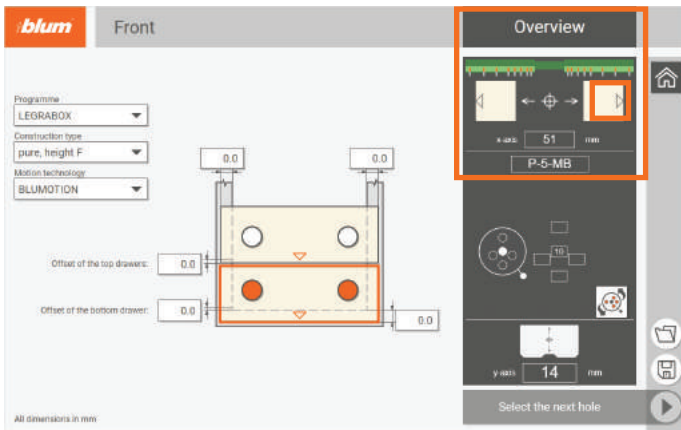 blum
Front
Overview
Programme
LEGRABOX
Construction type
pure, height F
Motion technology
BLUMOTION
0.0
0.0
Offset of the top drawers:
0.0
Offset of the bottom drawer:
0.0
0.0
All dimensions in mm
x-axis
51
mm
P-5-MB
10
y-axis
14
mm
Select the next hole